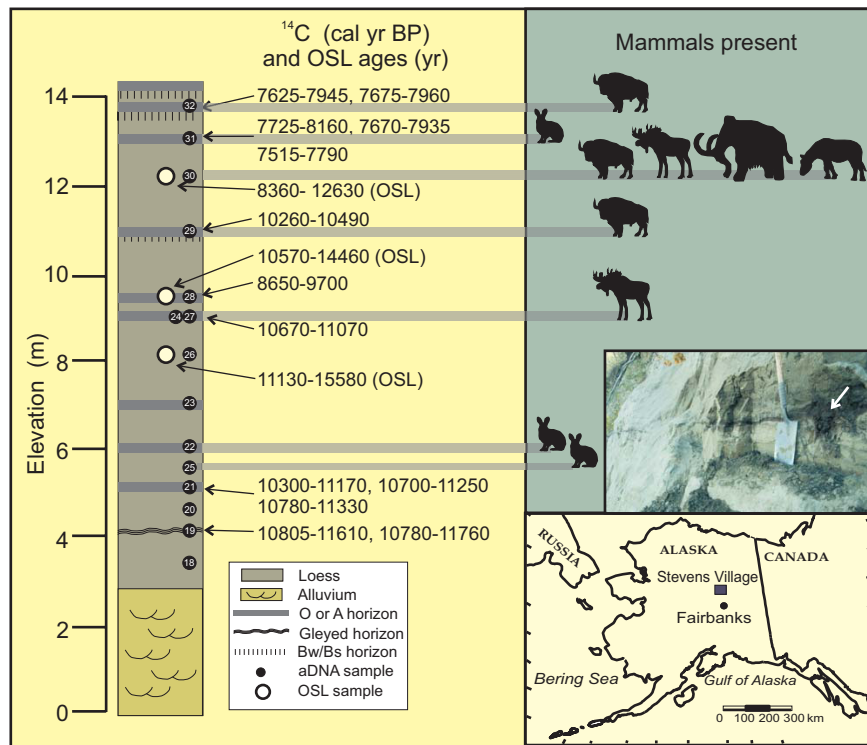 ¹⁴C (cal yr BP)
and OSL ages (yr)
Mammals present
Elevation (m)
14
12
10
8
6
4
2
0
32
31
30
29
28
24 27
26
23
22
25
21
20
19
18
7625-7945, 7675-7960
7725-8160, 7670-7935
7515-7790
8360- 12630 (OSL)
10260-10490
10570-14460 (OSL)
8650-9700
10670-11070
11130-15580 (OSL)
10300-11170, 10700-11250
10780-11330
10805-11610, 10780-11760
Loess
Alluvium
O or A horizon
Gleyed horizon
Bw/Bs horizon
aDNA sample
OSL sample
RUSSIA
ALASKA
CANADA
Stevens Village
Fairbanks
Bering Sea
Gulf of Alaska
0 100 200 300 km